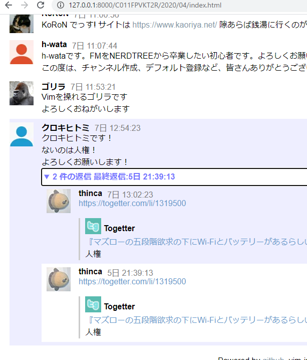 127.0.0.1:8000/C011FPVKT2R/2020/04/index.html
KoRoN
KoRoN でっす! サイトは https://www.kaoriya.net/ 隙あらば銭湯に行くのが
h-wata 7日 11:07:44
h-wataです。FMをNERDTREEから卒業したい初心者です。よろしくお願
この度は、チャンネル作成、デフォルト登録など、皆さんありがとうござ
ゴリラ 7日 11:53:21
Vimを操れるゴリラです
よろしくおねがいします
クロキヒトミ 7日 12:54:23
クロキヒトミです！
ないのは人権！
よろしくお願いします！
▼ 2 件の返信 最終返信:5日 21:39:13
thinca 7日 13:02:23
https://togetter.com/li/1319500
Togetter
『マズローの五段階欲求の下にWi-Fiとバッテリーがあるらしい
人権
thinca 5日 21:39:13
https://togetter.com/li/1319500
Togetter
『マズローの五段階欲求の下にWi-Fiとバッテリーがあるらしい
人権